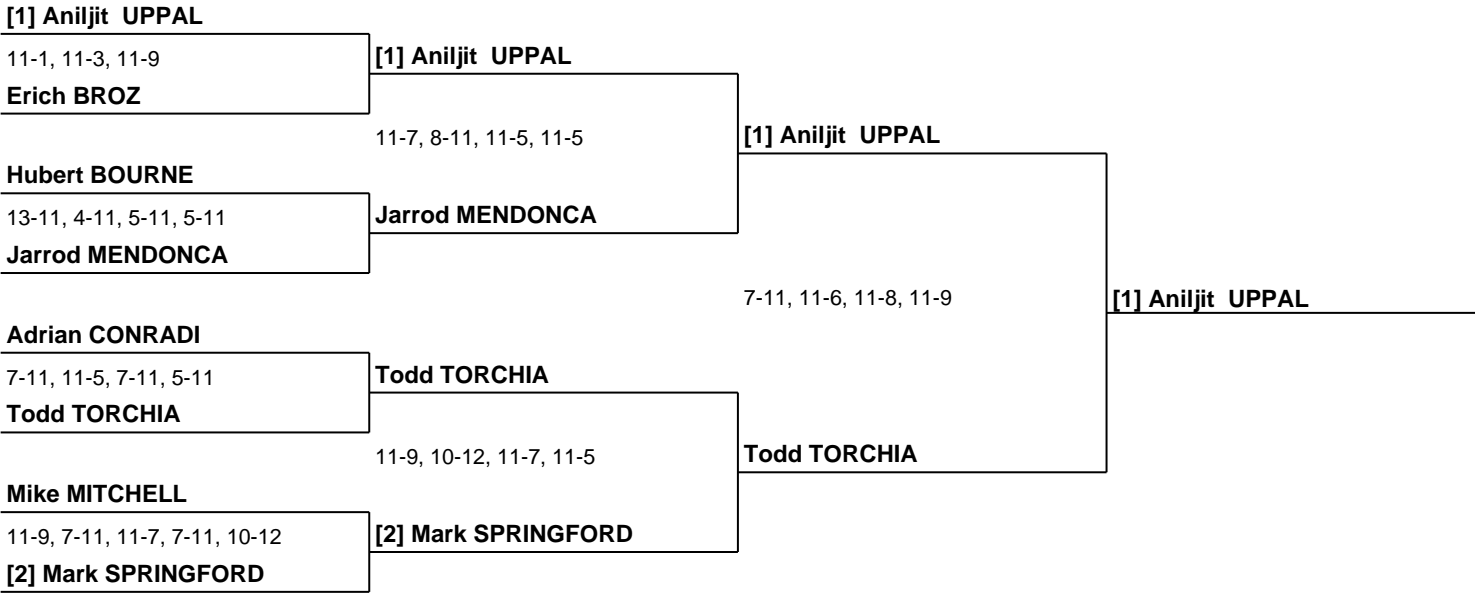 [1] Aniljit UPPAL
11-1, 11-3, 11-9
Erich BROZ
Hubert BOURNE
13-11, 4-11, 5-11, 5-11
Jarrod MENDONCA
Adrian CONRADI
7-11, 11-5, 7-11, 5-11
Todd TORCHIA
Mike MITCHELL
11-9, 7-11, 11-7, 7-11, 10-12
[2] Mark SPRINGFORD
[1] Aniljit UPPAL
11-7, 8-11, 11-5, 11-5
Jarrod MENDONCA
Todd TORCHIA
11-9, 10-12, 11-7, 11-5
[2] Mark SPRINGFORD
[1] Aniljit UPPAL
7-11, 11-6, 11-8, 11-9
Todd TORCHIA
[1] Aniljit UPPAL